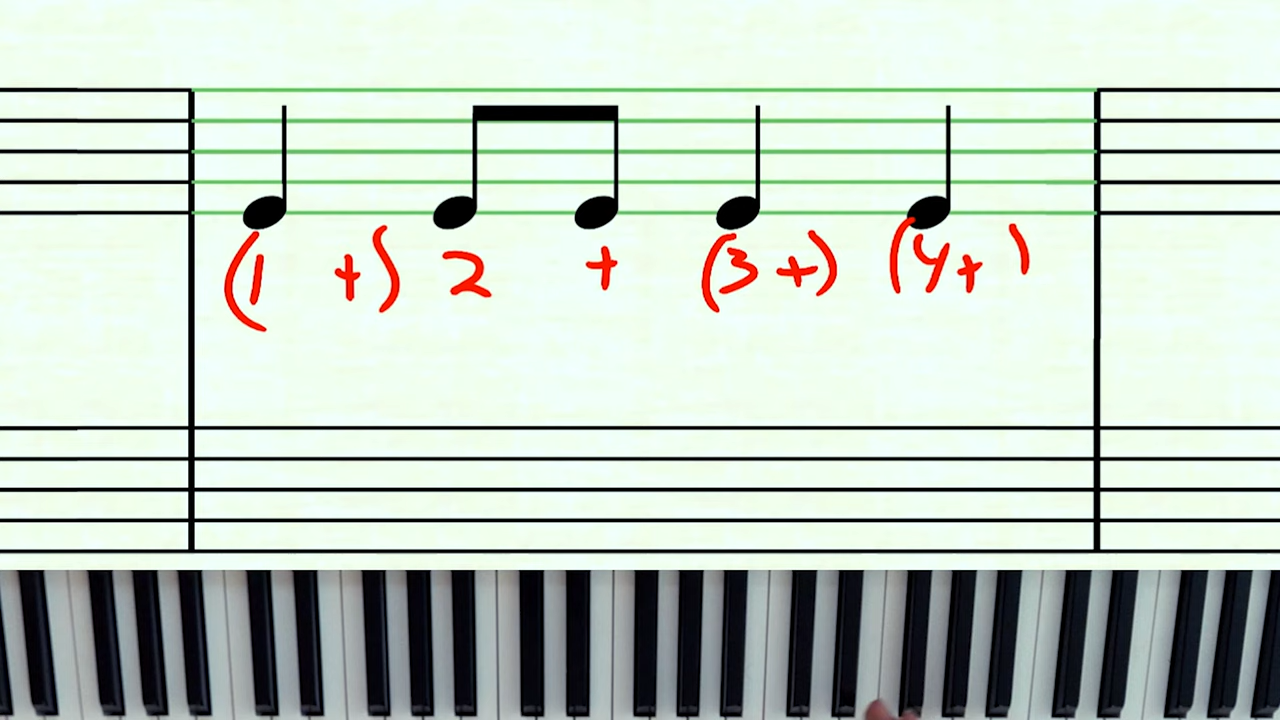 (1 +) 2 + (3 +) (4 + )